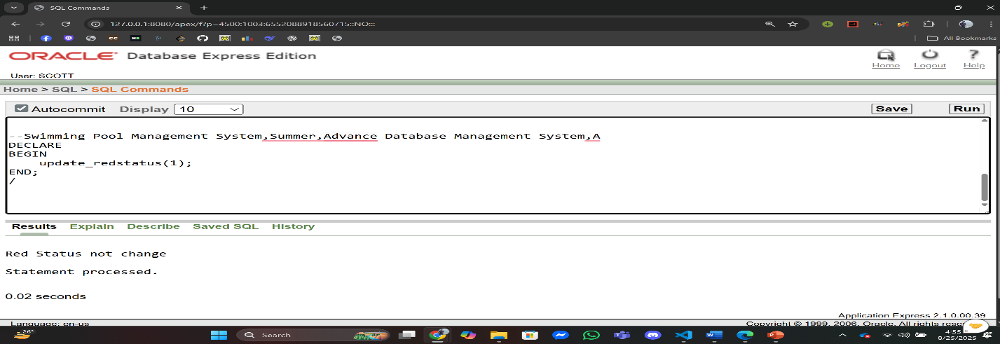 SQL Commands
127.0.0.1:8080/apex/f?p=4500:1003:6552088918560715::NO:::
All Bookmarks
ORACLE Database Express Edition
Home Logout Help
User: SCOTT
Home > SQL > SQL Commands
Autocommit Display 10 Save Run
--Swimming Pool Management System,Summer,Advance Database Management System,A
DECLARE
BEGIN
update_redstatus(1);
END;
/
Results Explain Describe Saved SQL History
Red Status not change
Statement processed.
0.02 seconds
Application Express 2.1.0.00.39
Language: en-us
Copyright © 1999, 2006, Oracle. All rights rese
26°
Search
4:55
8/25/2025